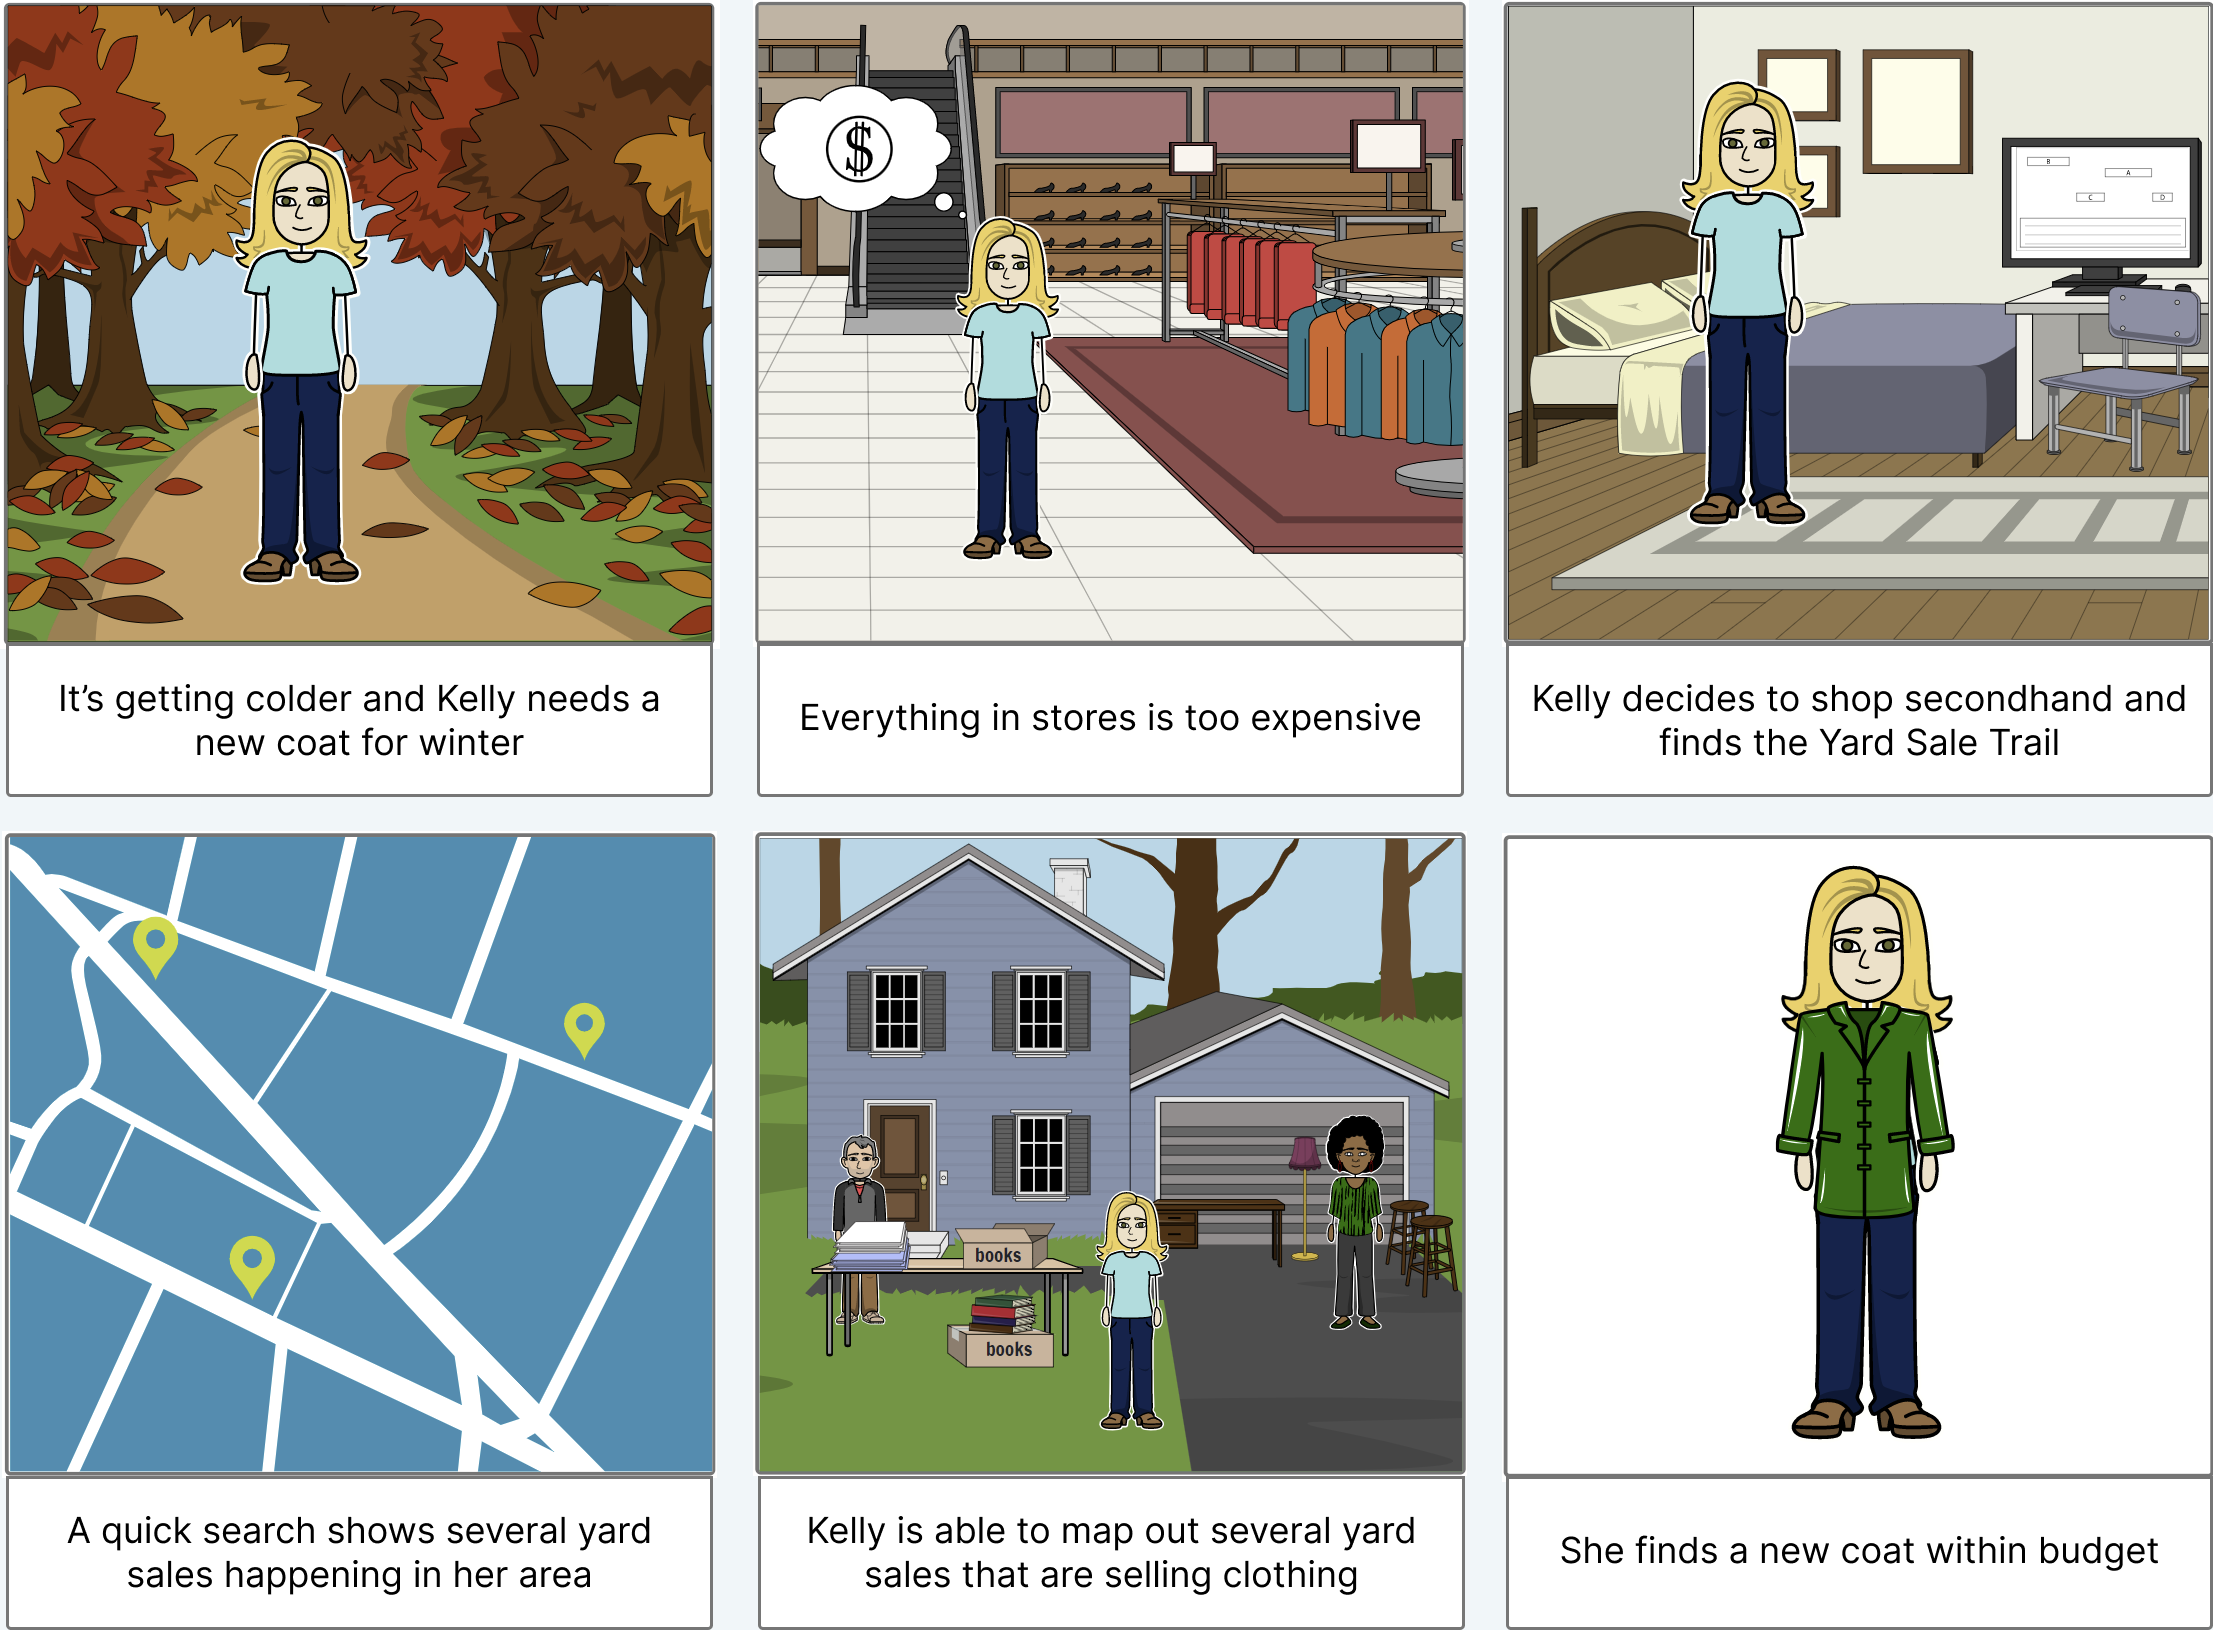 $
B
A
C
D
It’s getting colder and Kelly needs a
new coat for winter
Everything in stores is too expensive
Kelly decides to shop secondhand and
finds the Yard Sale Trail
books
books
A quick search shows several yard
sales happening in her area
Kelly is able to map out several yard
sales that are selling clothing
She finds a new coat within budget